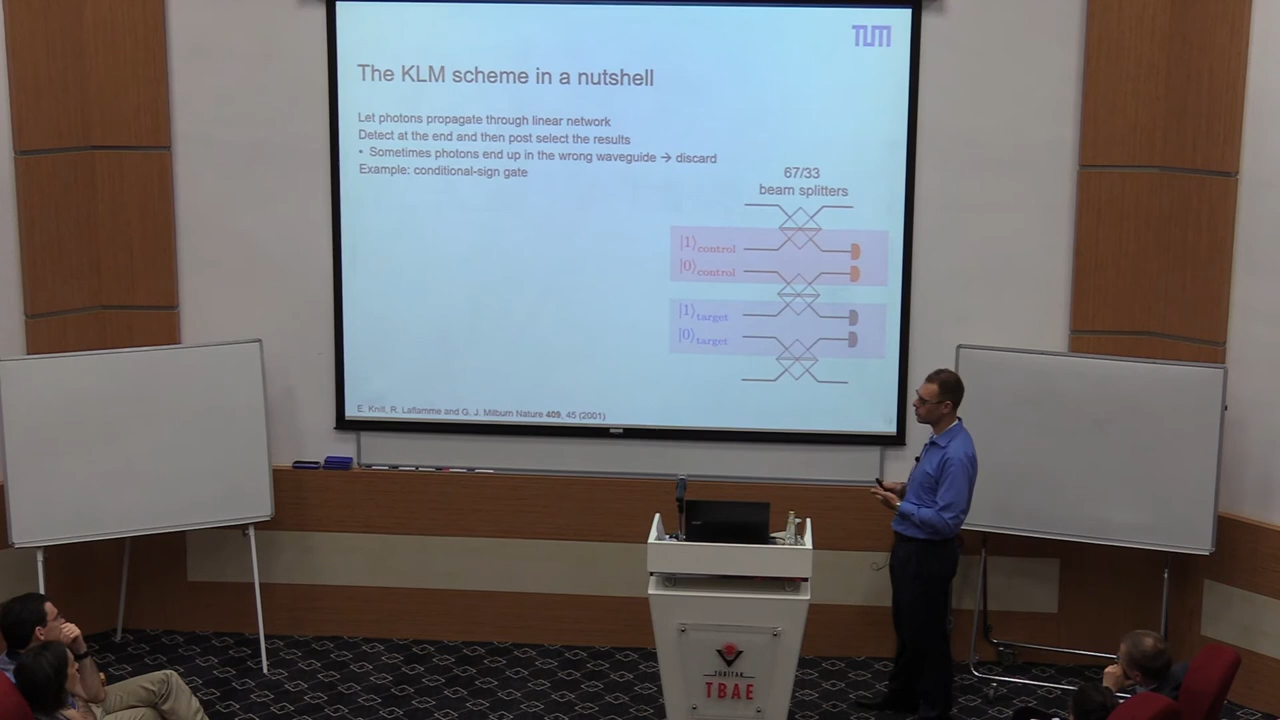 TUM
The KLM scheme in a nutshell
Let photons propagate through linear network
Detect at the end and then post select the results
• Sometimes photons end up in the wrong waveguide → discard
Example: conditional-sign gate
67/33
beam splitters
|1⟩control
|0⟩control
|1⟩target
|0⟩target
E. Knill, R. Laflamme and G. J. Milburn Nature 409, 45 (2001)
TÜBİTAK
TBAE